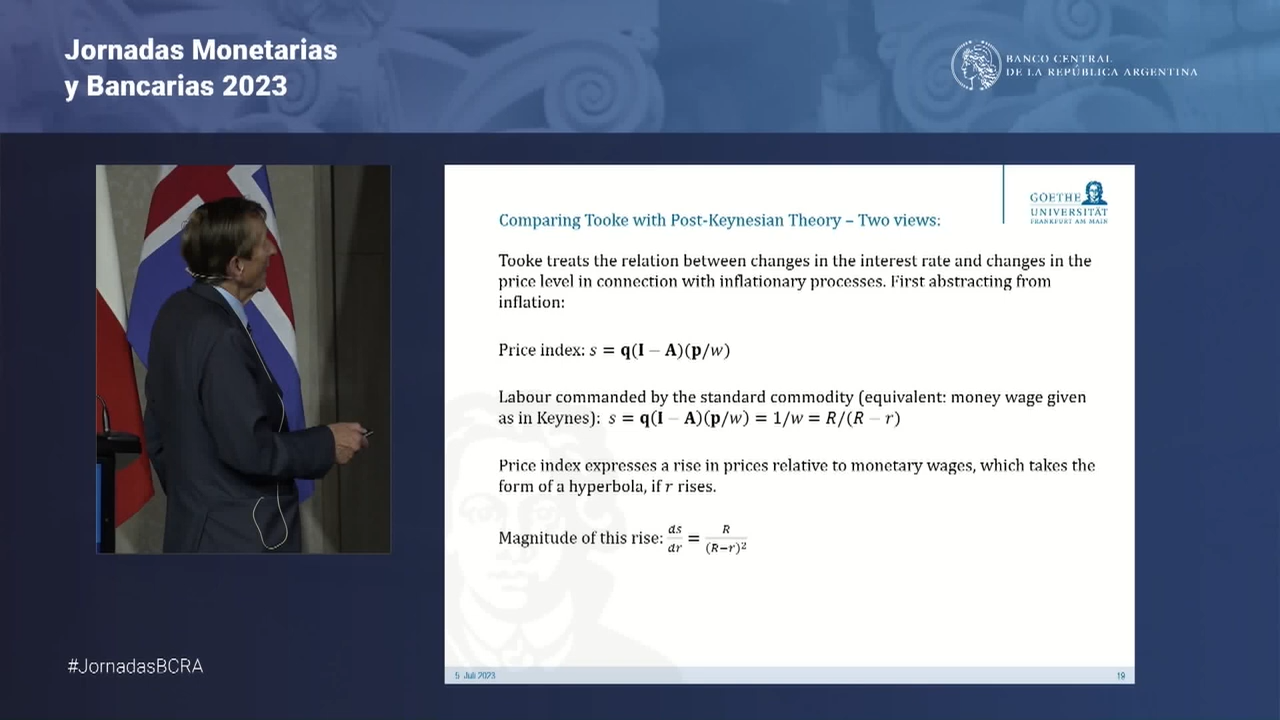 Jornadas Monetarias
y Bancarias 2023
BANCO CENTRAL
DE LA REPÚBLICA ARGENTINA
GOETHE
UNIVERSITÄT
FRANKFURT AM MAIN
Comparing Tooke with Post-Keynesian Theory – Two views:
Tooke treats the relation between changes in the interest rate and changes in the
price level in connection with inflationary processes. First abstracting from
inflation:
Price index: s = q(I − A)(p/w)
Labour commanded by the standard commodity (equivalent: money wage given
as in Keynes): s = q(I − A)(p/w) = 1/w = R/(R − r)
Price index expresses a rise in prices relative to monetary wages, which takes the
form of a hyperbola, if r rises.
Magnitude of this rise: ds/dr = R/(R−r)²
5 Juli 2023
19
#JornadasBCRA